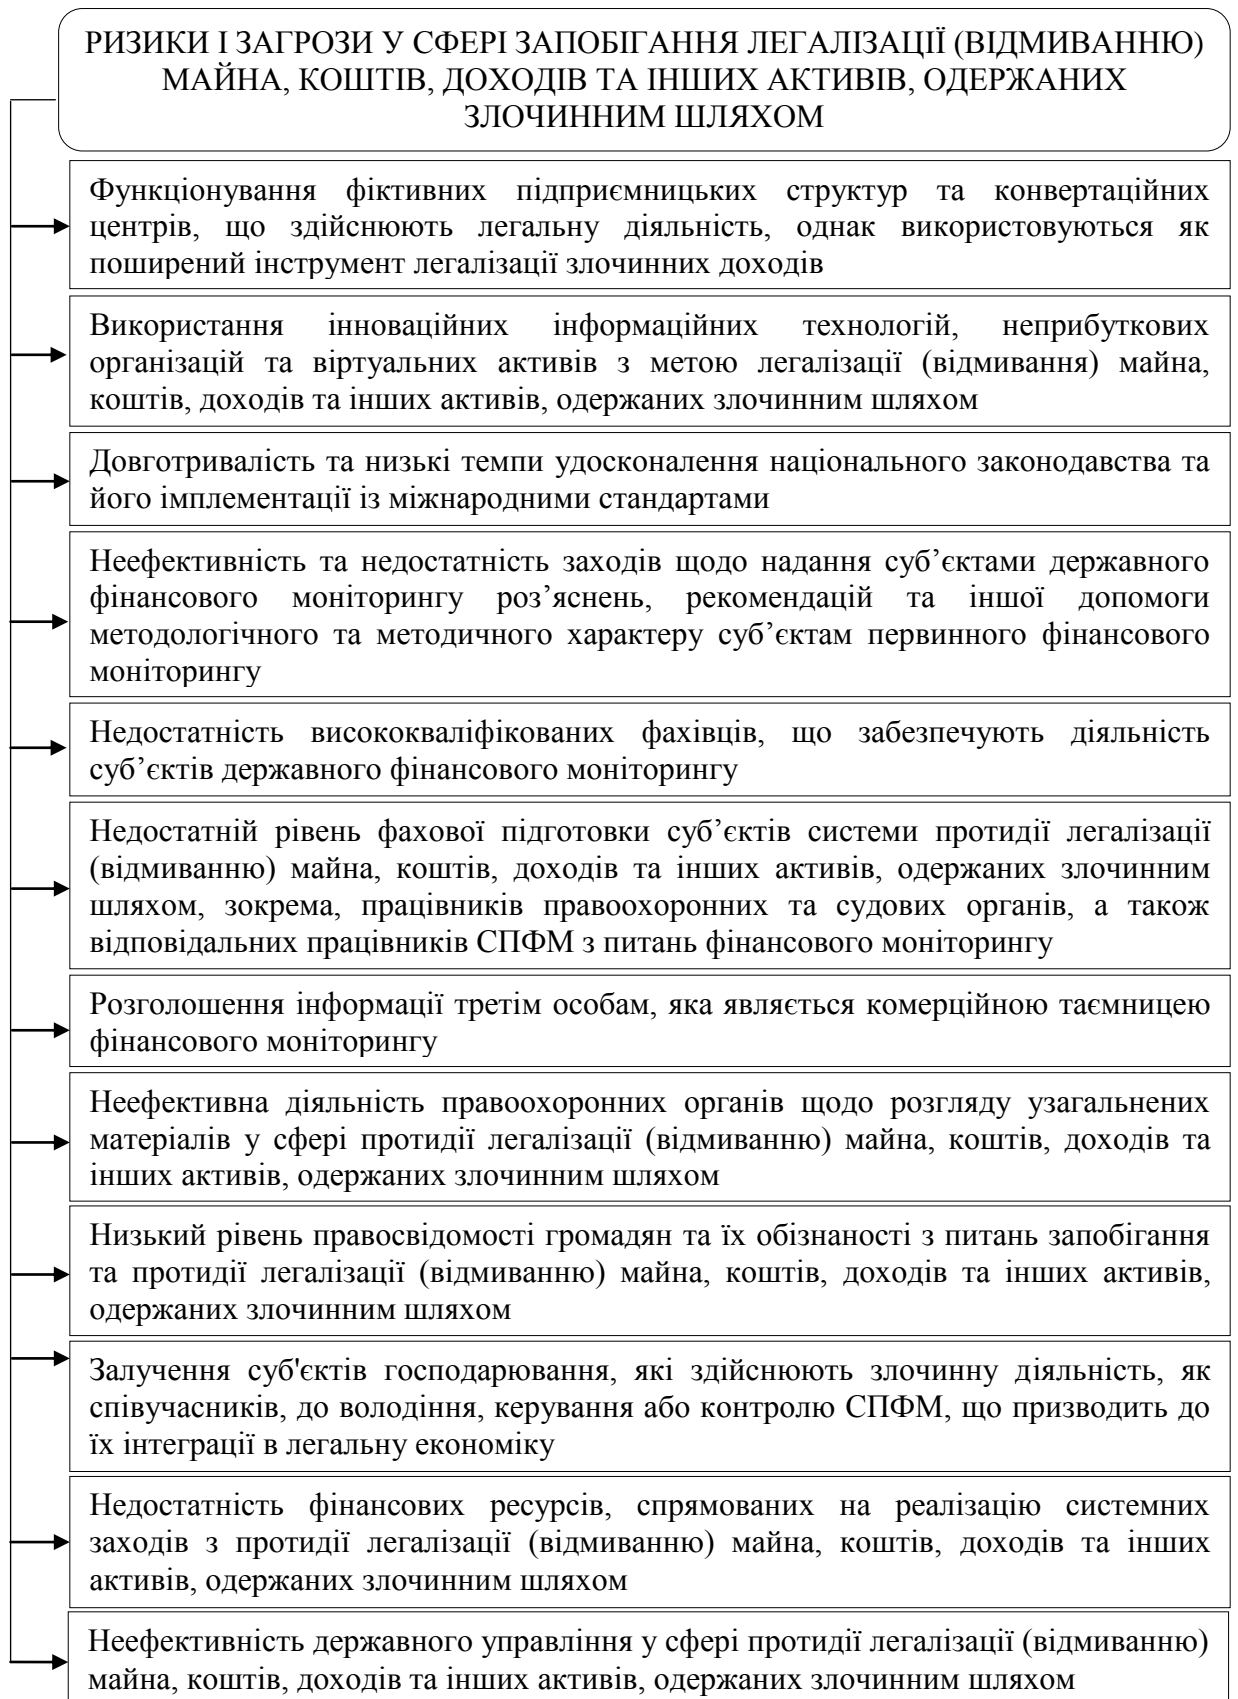 РИЗИКИ І ЗАГРОЗИ У СФЕРІ ЗАПОБІГАННЯ ЛЕГАЛІЗАЦІЇ (ВІДМИВАННЮ)
МАЙНА, КОШТІВ, ДОХОДІВ ТА ІНШИХ АКТИВІВ, ОДЕРЖАНИХ
ЗЛОЧИННИМ ШЛЯХОМ
Функціонування фіктивних підприємницьких структур та конвертаційних
центрів, що здійснюють легальну діяльність, однак використовуються як
поширений інструмент легалізації злочинних доходів
Використання інноваційних інформаційних технологій, неприбуткових
організацій та віртуальних активів з метою легалізації (відмивання) майна,
коштів, доходів та інших активів, одержаних злочинним шляхом
Довготривалість та низькі темпи удосконалення національного законодавства та
його імплементації із міжнародними стандартами
Неефективність та недостатність заходів щодо надання суб’єктами державного
фінансового моніторингу роз’яснень, рекомендацій та іншої допомоги
методологічного та методичного характеру суб’єктам первинного фінансового
моніторингу
Недостатність висококваліфікованих фахівців, що забезпечують діяльність
суб’єктів державного фінансового моніторингу
Недостатній рівень фахової підготовки суб’єктів системи протидії легалізації
(відмиванню) майна, коштів, доходів та інших активів, одержаних злочинним
шляхом, зокрема, працівників правоохоронних та судових органів, а також
відповідальних працівників СПФМ з питань фінансового моніторингу
Розголошення інформації третім особам, яка являється комерційною таємницею
фінансового моніторингу
Неефективна діяльність правоохоронних органів щодо розгляду узагальнених
матеріалів у сфері протидії легалізації (відмиванню) майна, коштів, доходів та
інших активів, одержаних злочинним шляхом
Низький рівень правосвідомості громадян та їх обізнаності з питань запобігання
та протидії легалізації (відмиванню) майна, коштів, доходів та інших активів,
одержаних злочинним шляхом
Залучення суб'єктів господарювання, які здійснюють злочинну діяльність, як
співучасників, до володіння, керування або контролю СПФМ, що призводить до
їх інтеграції в легальну економіку
Недостатність фінансових ресурсів, спрямованих на реалізацію системних
заходів з протидії легалізації (відмиванню) майна, коштів, доходів та інших
активів, одержаних злочинним шляхом
Неефективність державного управління у сфері протидії легалізації (відмиванню)
майна, коштів, доходів та інших активів, одержаних злочинним шляхом